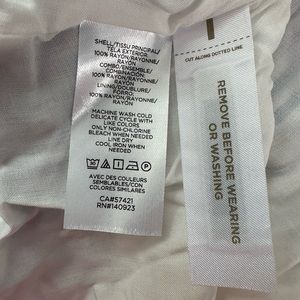 SHELL/TISSU PRINCIPAL/
TELA EXTERIOR
100% RAYON/RAYONNE/
RAYON
COMBO/ENSEMBLE/
COMBINACIÓN
100% RAYON/RAYONNE/
RAYON
LINING/DOUBLURE/
FORRO
100% RAYON/RAYONNE/
RAYON
MACHINE WASH COLD
DELICATE CYCLE WITH
LIKE COLORS
ONLY NON-CHLORINE
BLEACH WHEN NEEDED
LINE DRY
COOL IRON WHEN
NEEDED
AVEC DES COULEURS
SEMBLABLES/CON
COLORES SIMILARES
CA#57421
RN#140923
CUT ALONG DOTTED LINE
REMOVE BEFORE WEARING
OR WASHING